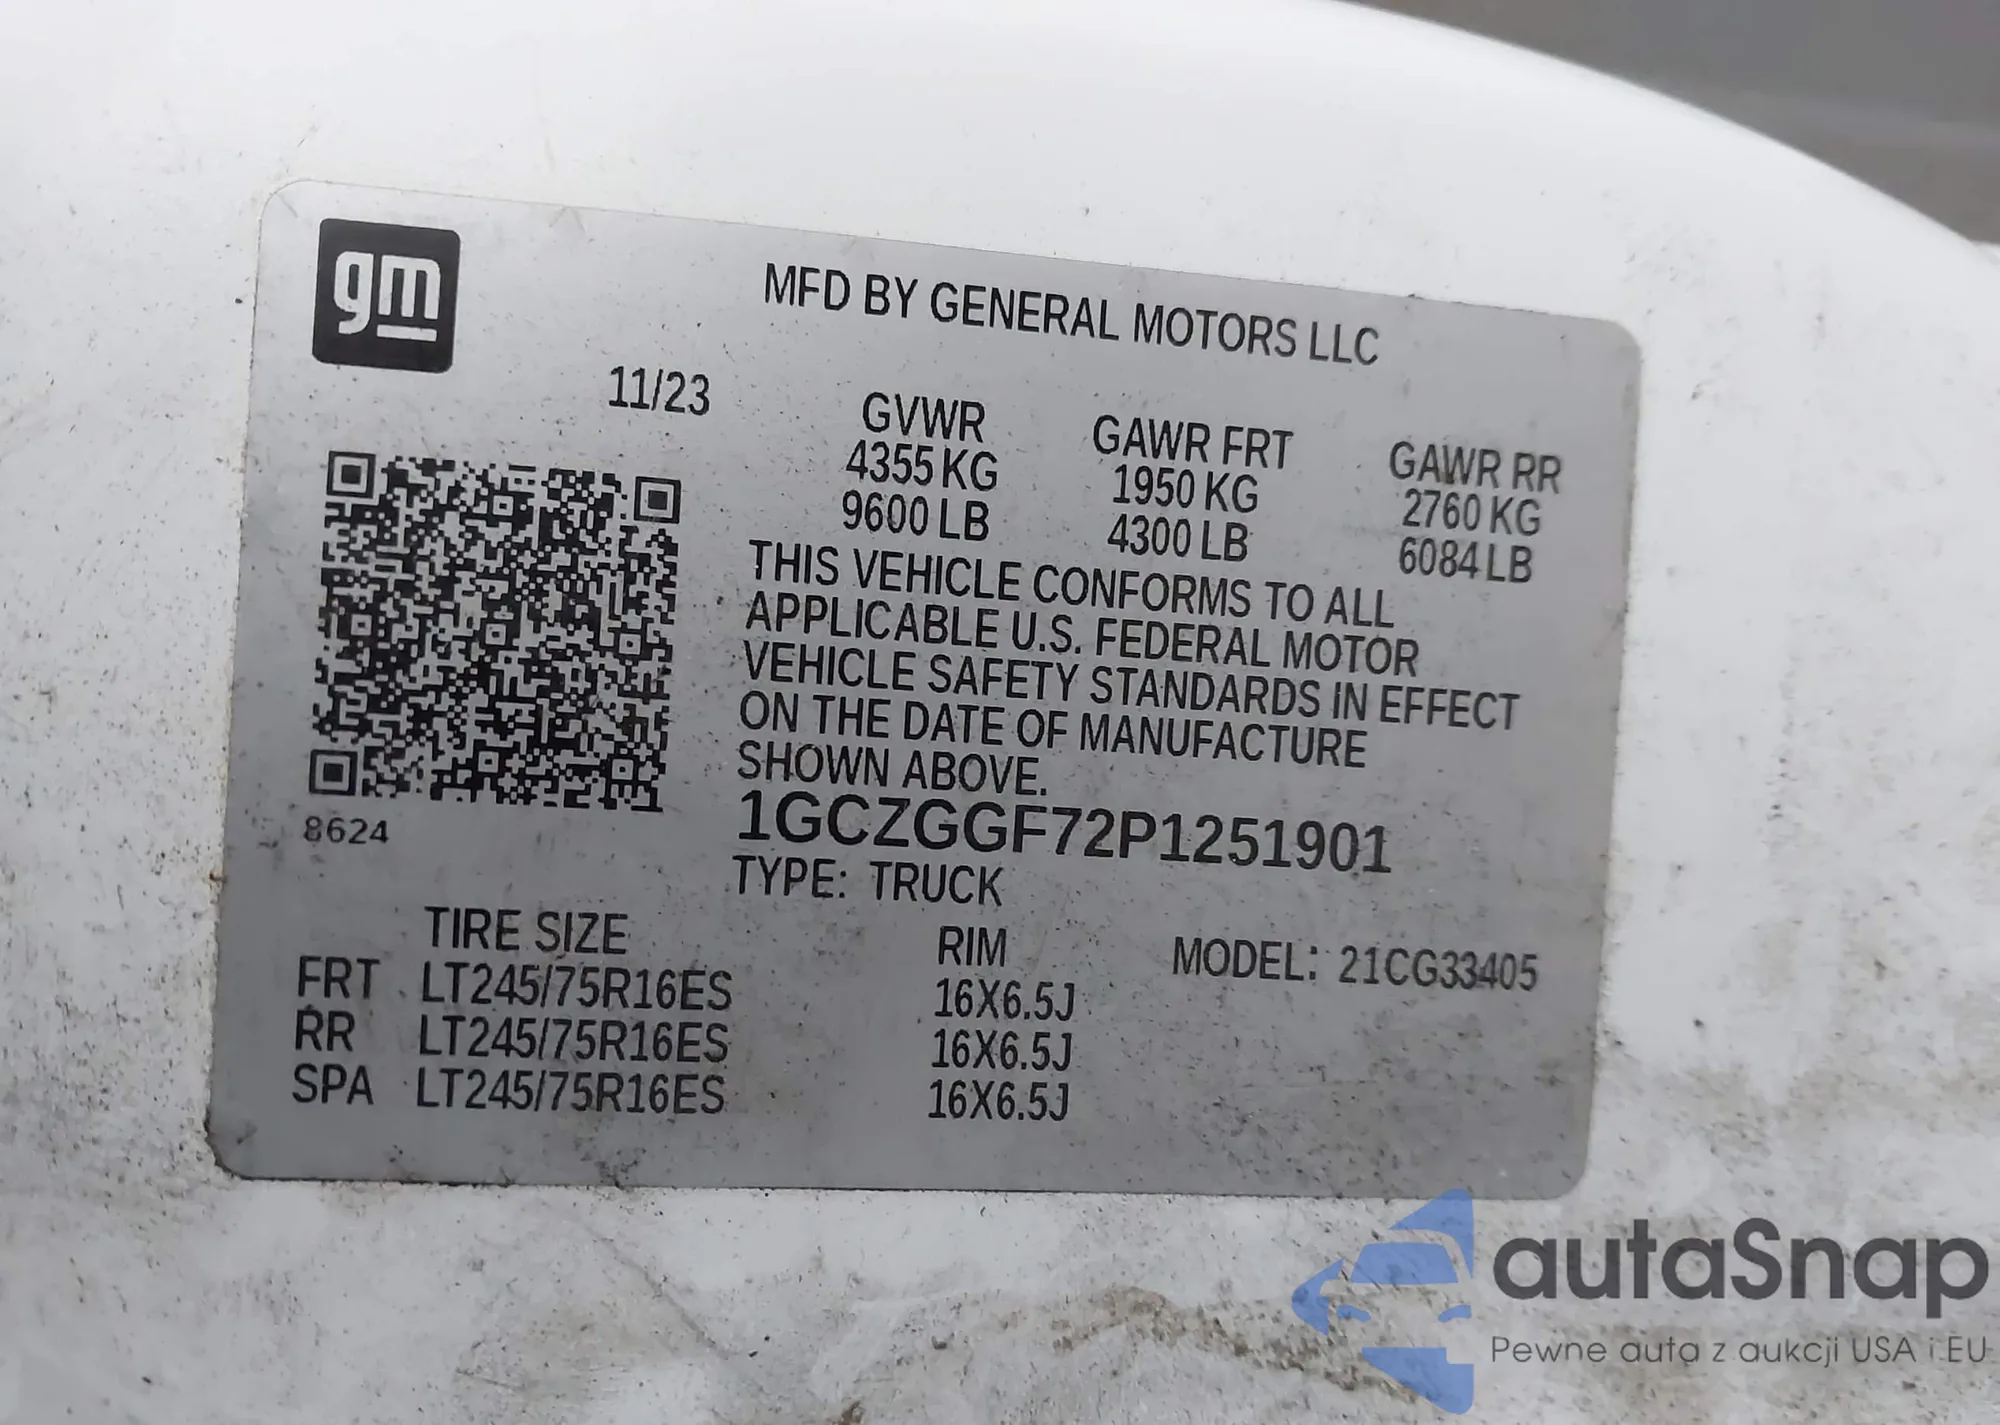 gm
MFD BY GENERAL MOTORS LLC
11/23
GVWR GAWR FRT GAWR RR
4355 KG 1950 KG 2760 KG
9600 LB 4300 LB 6084 LB
THIS VEHICLE CONFORMS TO ALL
APPLICABLE U.S. FEDERAL MOTOR
VEHICLE SAFETY STANDARDS IN EFFECT
ON THE DATE OF MANUFACTURE
SHOWN ABOVE.
8624
1GCZGGF72P1251901
TYPE: TRUCK
TIRE SIZE RIM MODEL: 21CG33405
FRT LT245/75R16ES 16X6.5J
RR LT245/75R16ES 16X6.5J
SPA LT245/75R16ES 16X6.5J
autaSnap
Pewne auta z aukcji USA i EU